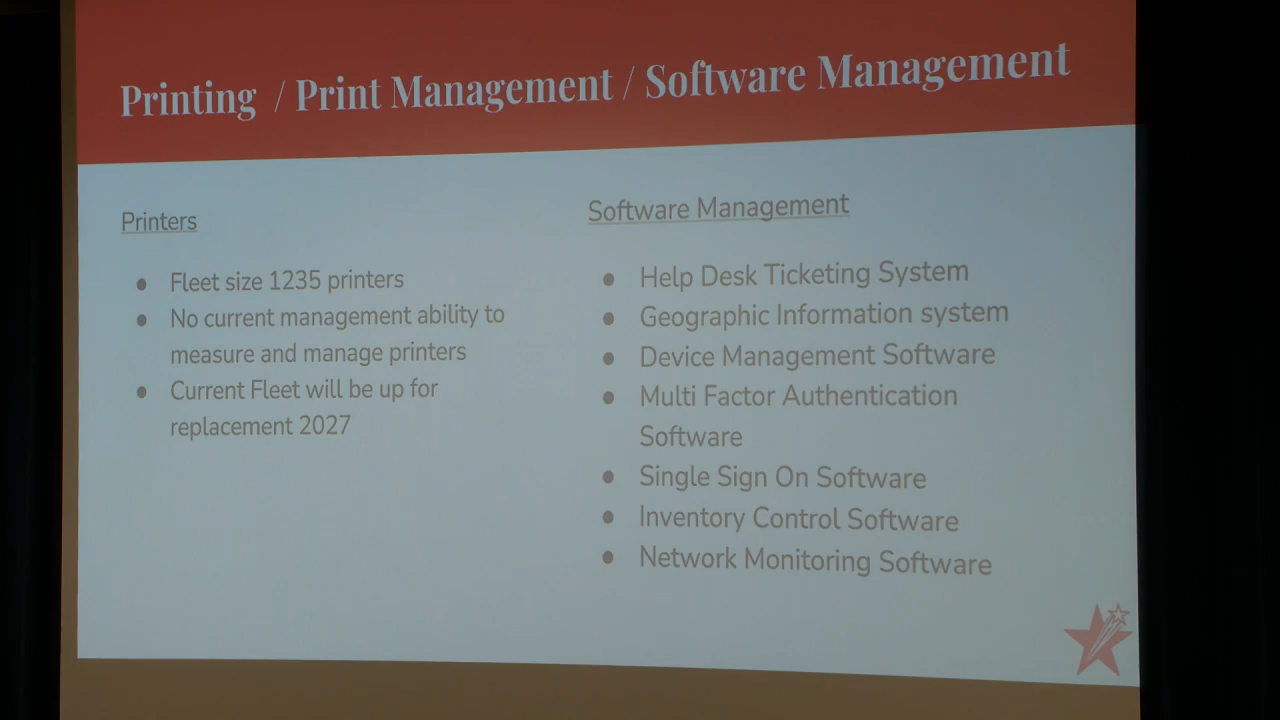 Printing / Print Management / Software Management
Printers
● Fleet size 1235 printers
● No current management ability to
measure and manage printers
● Current Fleet will be up for
replacement 2027
Software Management
● Help Desk Ticketing System
● Geographic Information system
● Device Management Software
● Multi Factor Authentication
Software
● Single Sign On Software
● Inventory Control Software
● Network Monitoring Software